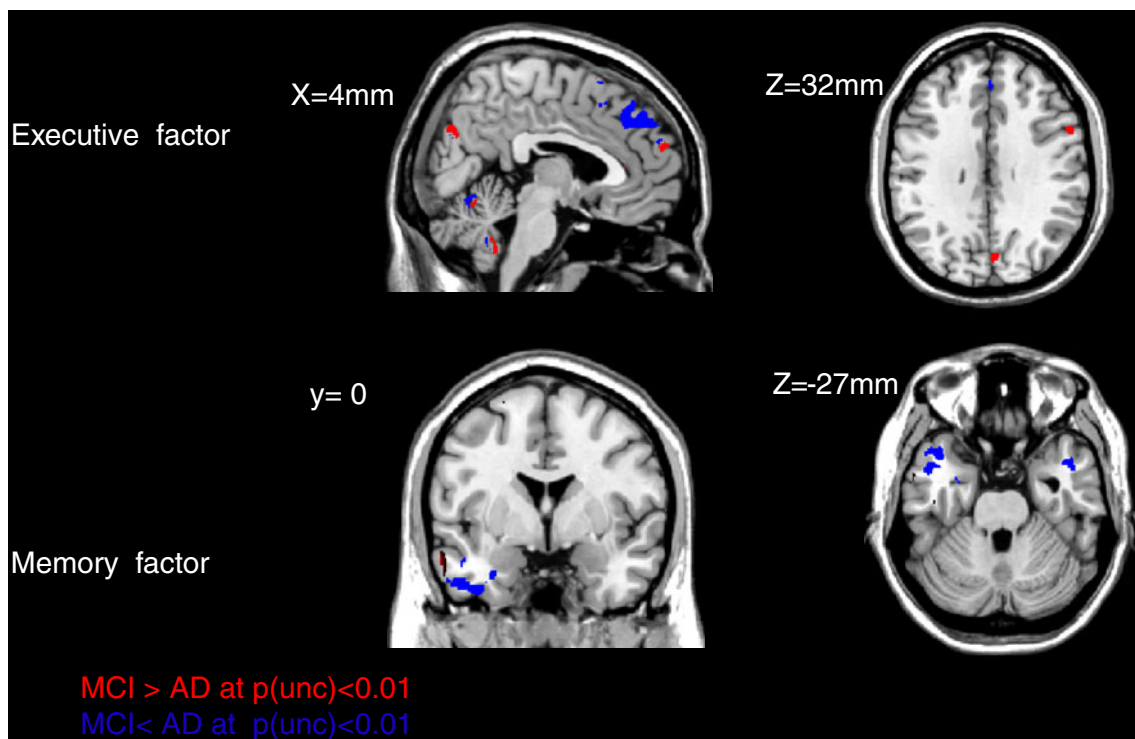 X=4mm
Z=32mm
Executive factor
y= 0
Z=-27mm
Memory factor
MCI > AD at p(unc)<0.01
MCI< AD at p(unc)<0.01